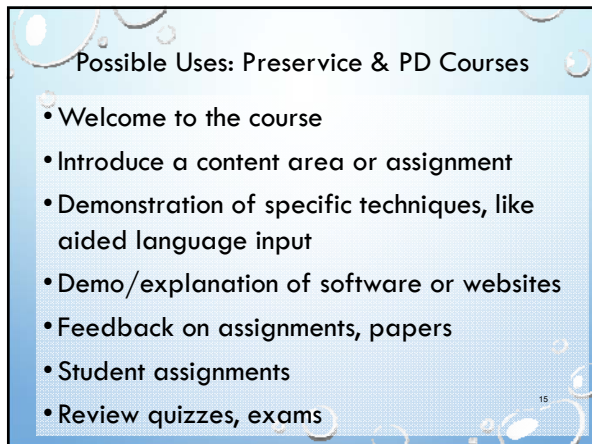 Possible Uses: Preservice & PD Courses
• Welcome to the course
• Introduce a content area or assignment
• Demonstration of specific techniques, like
aided language input
• Demo/explanation of software or websites
• Feedback on assignments, papers
• Student assignments
• Review quizzes, exams
15